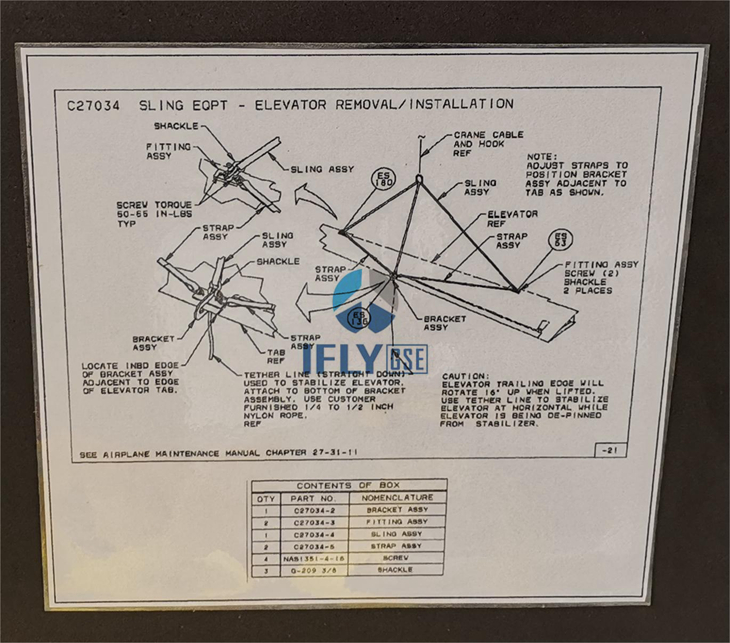 C27034 SLING EQPT - ELEVATOR REMOVAL/INSTALLATION
SHACKLE
FITTING
ASSY
SLING ASSY
SCREW TORQUE
50-65 IN-LBS
TYP
STRAP
ASSY
SLING
ASSY
SHACKLE
BRACKET
ASSY
STRAP
ASSY
TAB
REF
LOCATE INBD EDGE
OF BRACKET ASSY
ADJACENT TO EDGE
OF ELEVATOR TAB.
CRANE CABLE
AND HOOK
REF
NOTE:
ADJUST STRAPS TO
POSITION BRACKET
ASSY ADJACENT TO
TAB AS SHOWN.
ES
180
SLING
ASSY
ELEVATOR
REF
STRAP
ASSY
ES
63
FITTING ASSY
SCREW (2)
SHACKLE
2 PLACES
STRAP
ASSY
ES
136
BRACKET
ASSY
IFLY GSE
TETHER LINE (STRAIGHT DOWN)
USED TO STABILIZE ELEVATOR.
ATTACH TO BOTTOM OF BRACKET
ASSEMBLY. USE CUSTOMER
FURNISHED 1/4 TO 1/2 INCH
NYLON ROPE.
REF
CAUTION:
ELEVATOR TRAILING EDGE WILL
ROTATE 16° UP WHEN LIFTED.
USE TETHER LINE TO STABILIZE
ELEVATOR AT HORIZONTAL WHILE
ELEVATOR IS BEING DE-PINNED
FROM STABILIZER.
SEE AIRPLANE MAINTENANCE MANUAL CHAPTER 27-31-11
-21
CONTENTS OF BOX
QTY PART NO. NOMENCLATURE
1 C27034-2 BRACKET ASSY
2 C27034-3 FITTING ASSY
1 C27034-4 SLING ASSY
2 C27034-5 STRAP ASSY
4 NAS1351-4-16 SCREW
3 G-209 3/8 SHACKLE